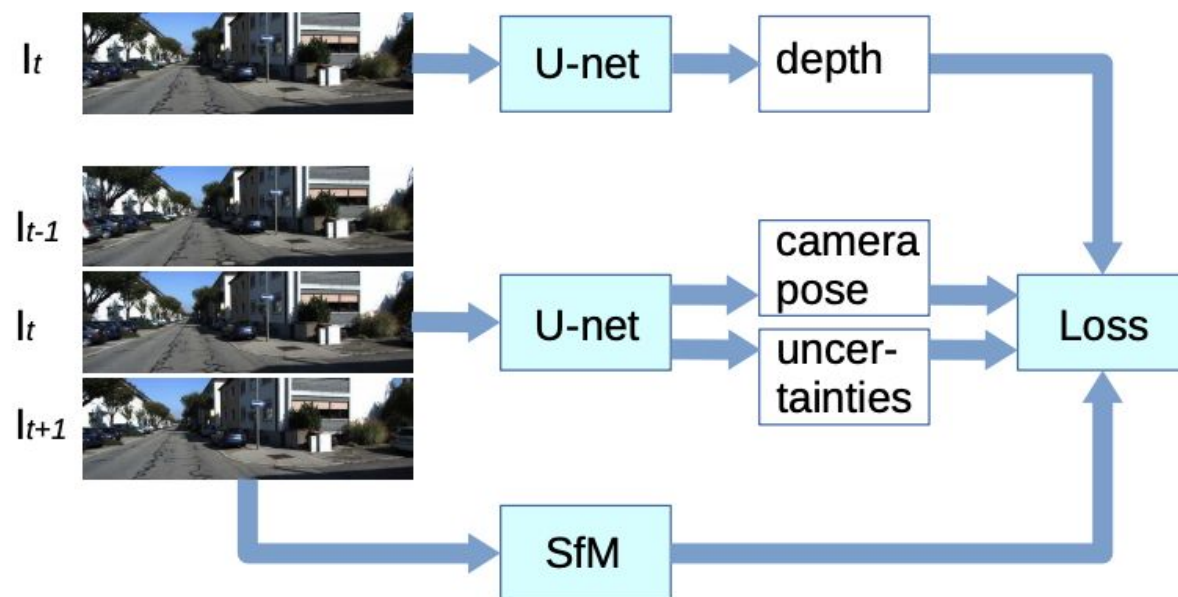 It
U-net
depth
It-1
It
It+1
U-net
camera
pose
uncer-
tainties
Loss
SfM